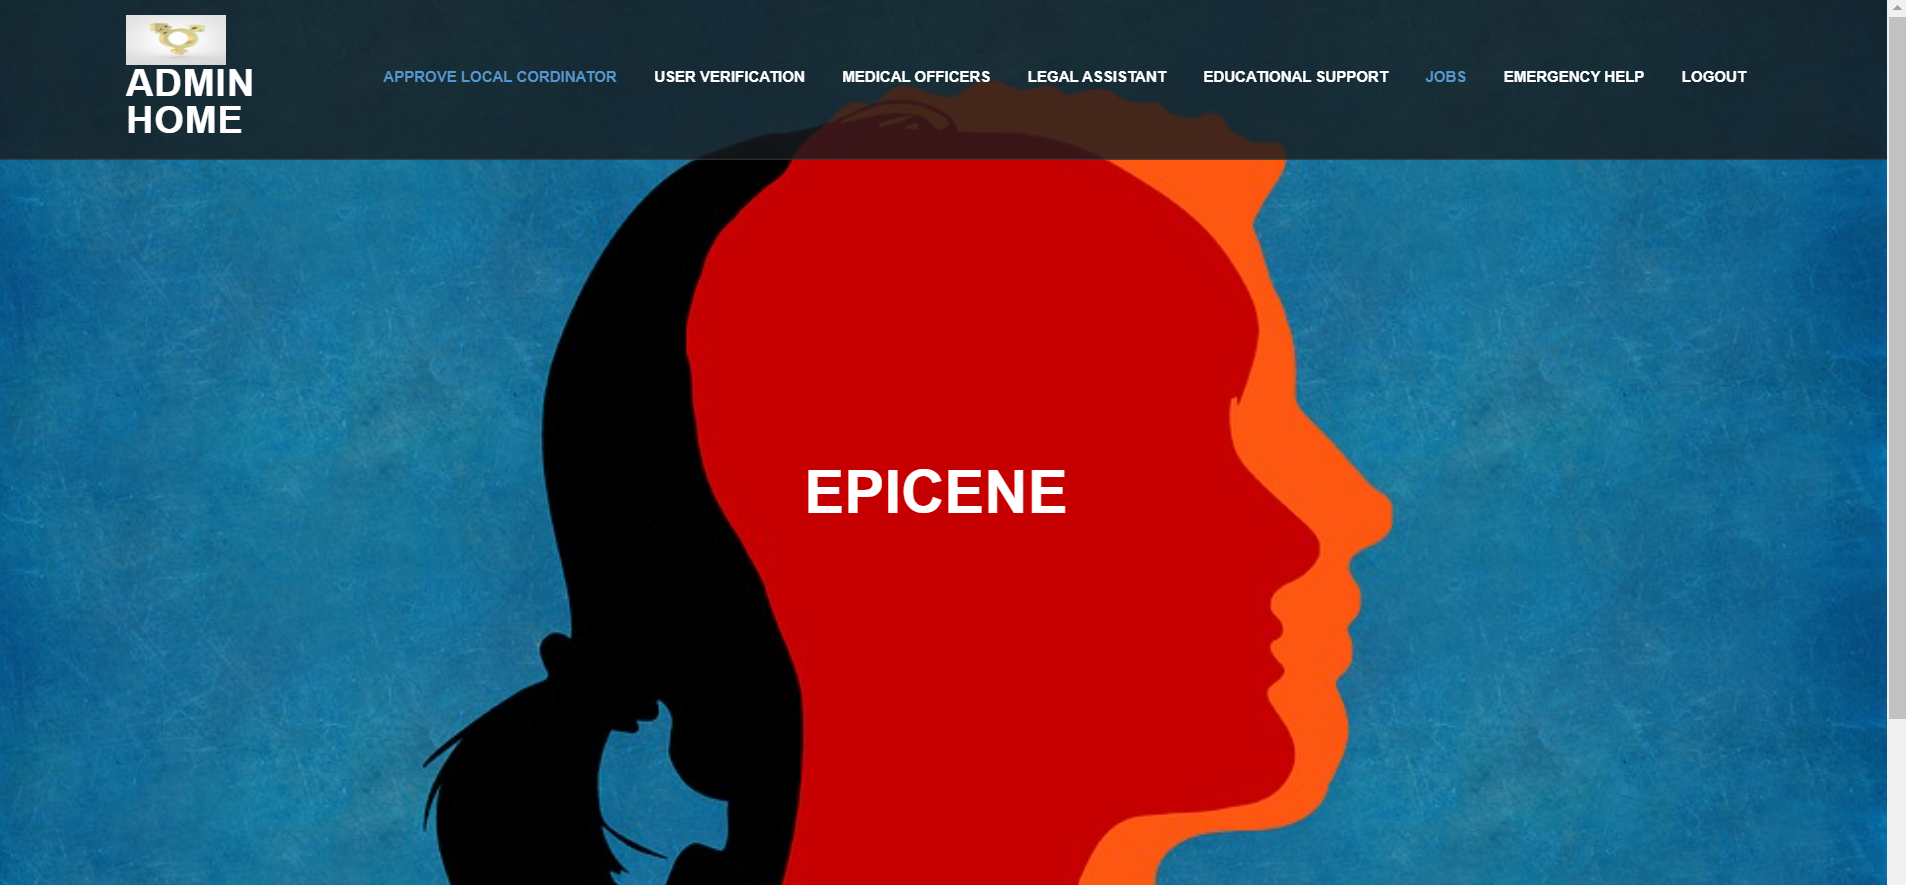 ADMIN
HOME
APPROVE LOCAL CORDINATOR
USER VERIFICATION
MEDICAL OFFICERS
LEGAL ASSISTANT
EDUCATIONAL SUPPORT
JOBS
EMERGENCY HELP
LOGOUT
EPICENE